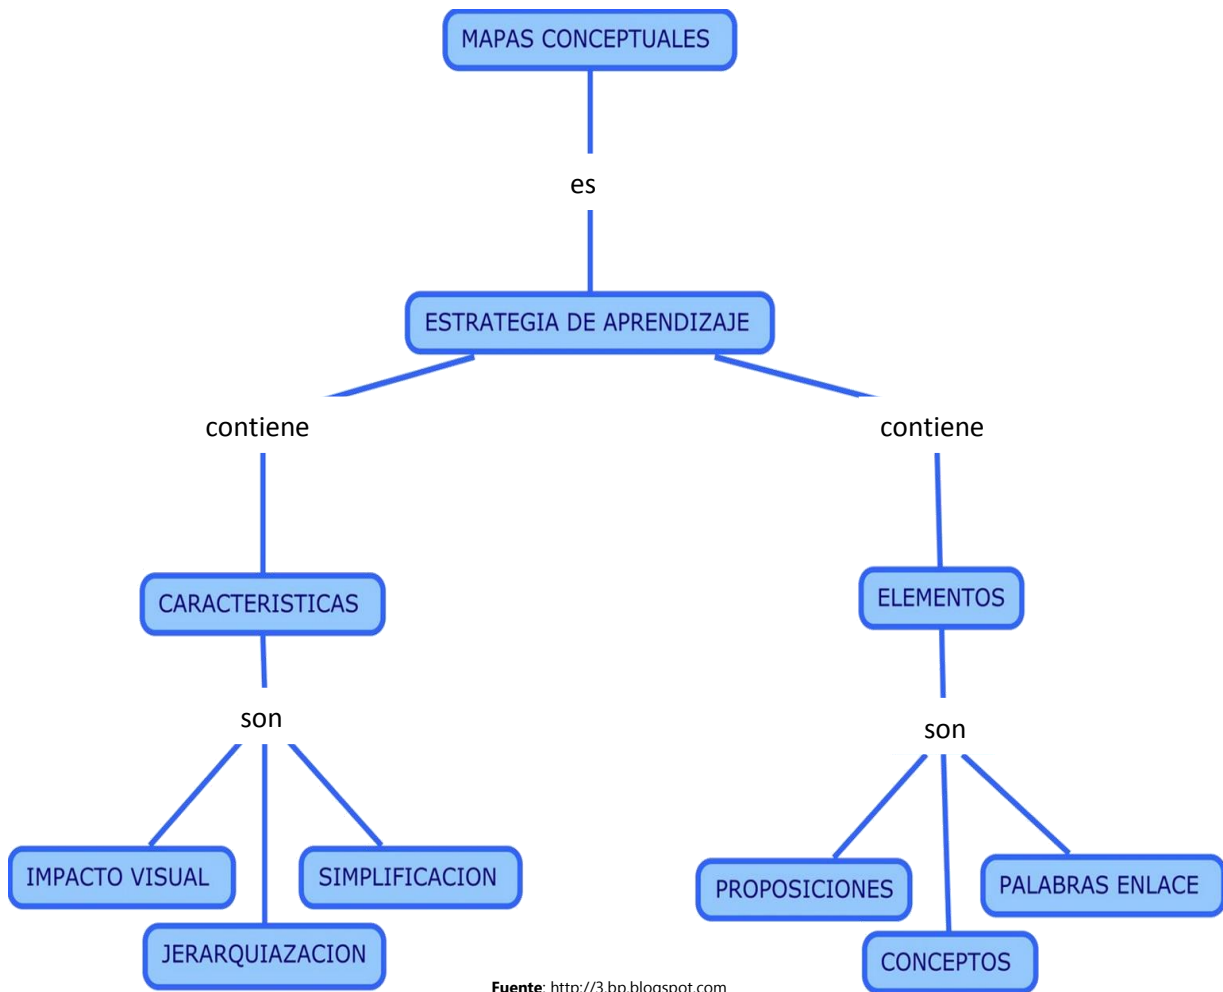 MAPAS CONCEPTUALES
es
ESTRATEGIA DE APRENDIZAJE
contiene
contiene
CARACTERISTICAS
ELEMENTOS
son
son
IMPACTO VISUAL
SIMPLIFICACION
JERARQUIAZACION
PROPOSICIONES
PALABRAS ENLACE
CONCEPTOS
Fuente: http://3.bp.blogspot.com